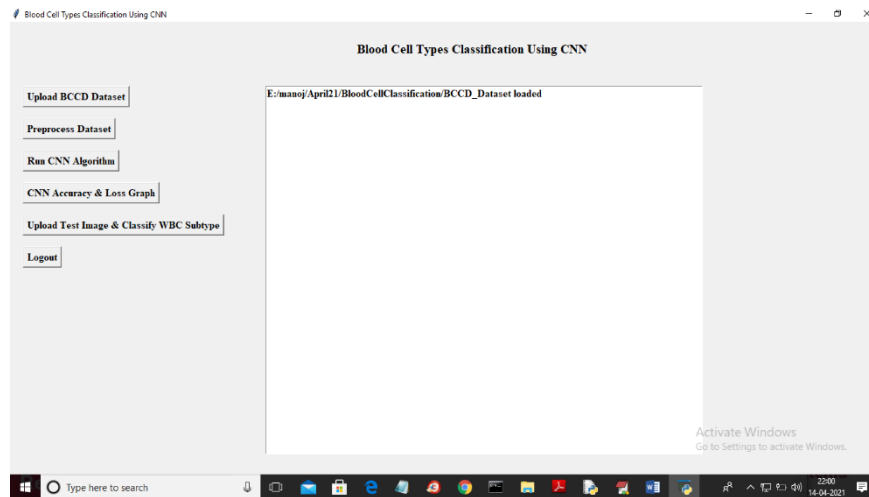 Blood Cell Types Classification Using CNN
Blood Cell Types Classification Using CNN
Upload BCCD Dataset
E:/manoj/April21/BloodCellClassification/BCCD_Dataset loaded
Preprocess Dataset
Run CNN Algorithm
CNN Accuracy & Loss Graph
Upload Test Image & Classify WBC Subtype
Logout
Activate Windows
Go to Settings to activate Windows.
Type here to search
22:00
14-04-2021